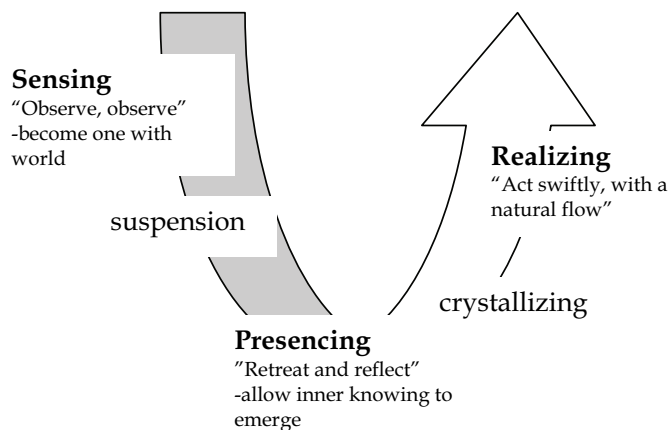 Sensing
“Observe, observe”
-become one with
world
suspension
Presencing
”Retreat and reflect”
-allow inner knowing to
emerge
Realizing
“Act swiftly, with a
natural flow”
crystallizing